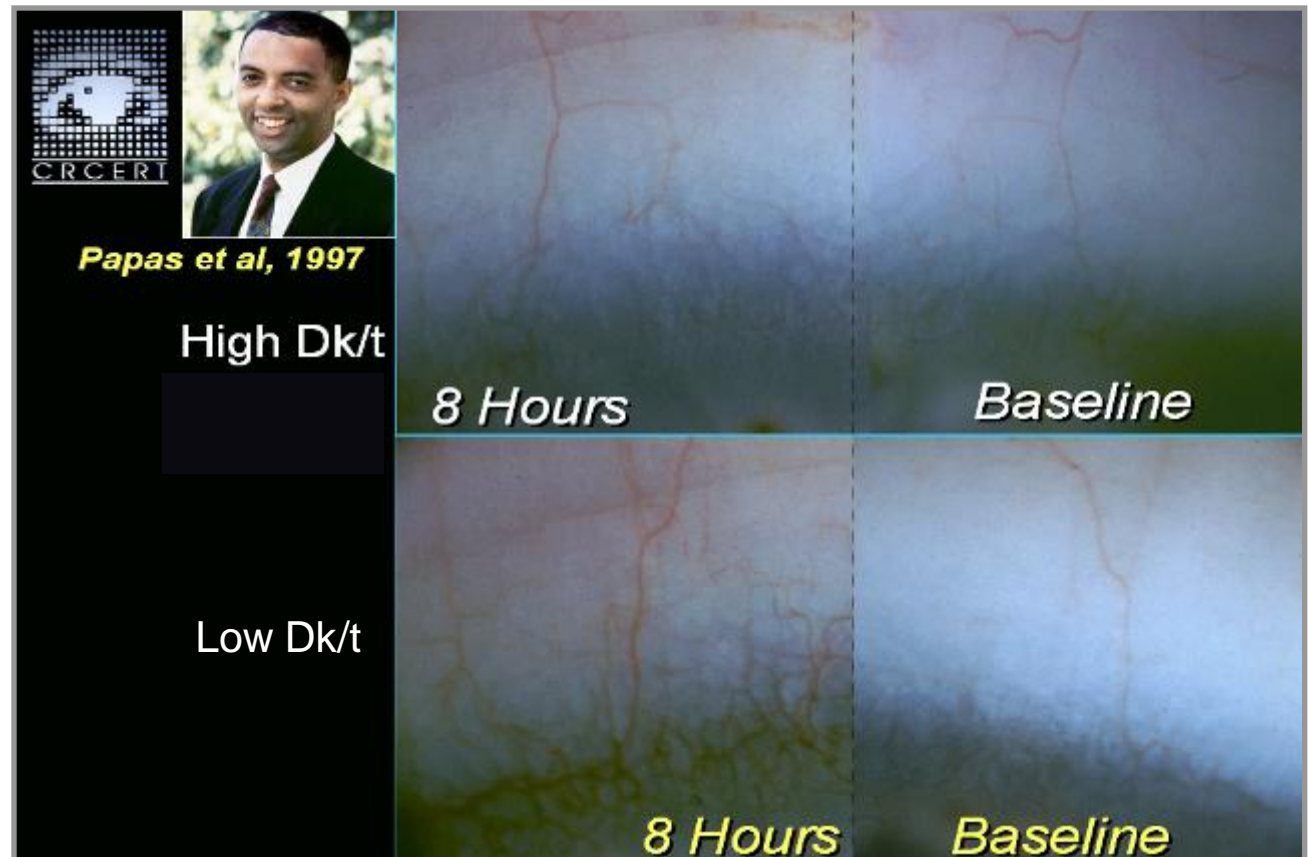 CRCERT
Papas et al, 1997
High Dk/t
8 Hours
Baseline
Low Dk/t
8 Hours
Baseline